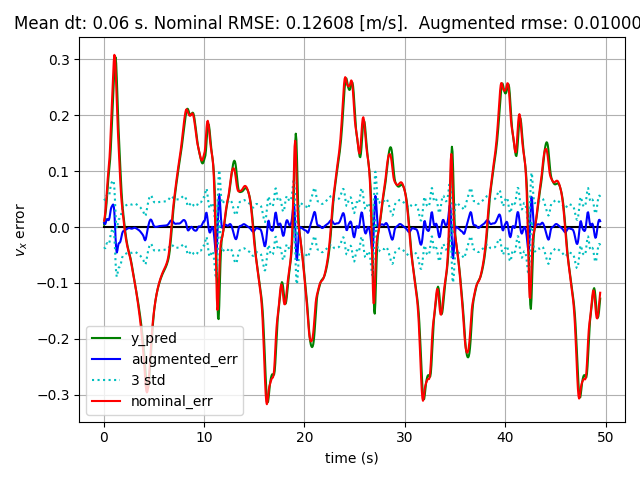 Mean dt: 0.06 s. Nominal RMSE: 0.12608 [m/s].  Augmented rmse: 0.01000
0.3
0.2
0.1
0.0
−0.1
−0.2
−0.3
vₓ error
y_pred
augmented_err
3 std
nominal_err
0 10 20 30 40 50
time (s)